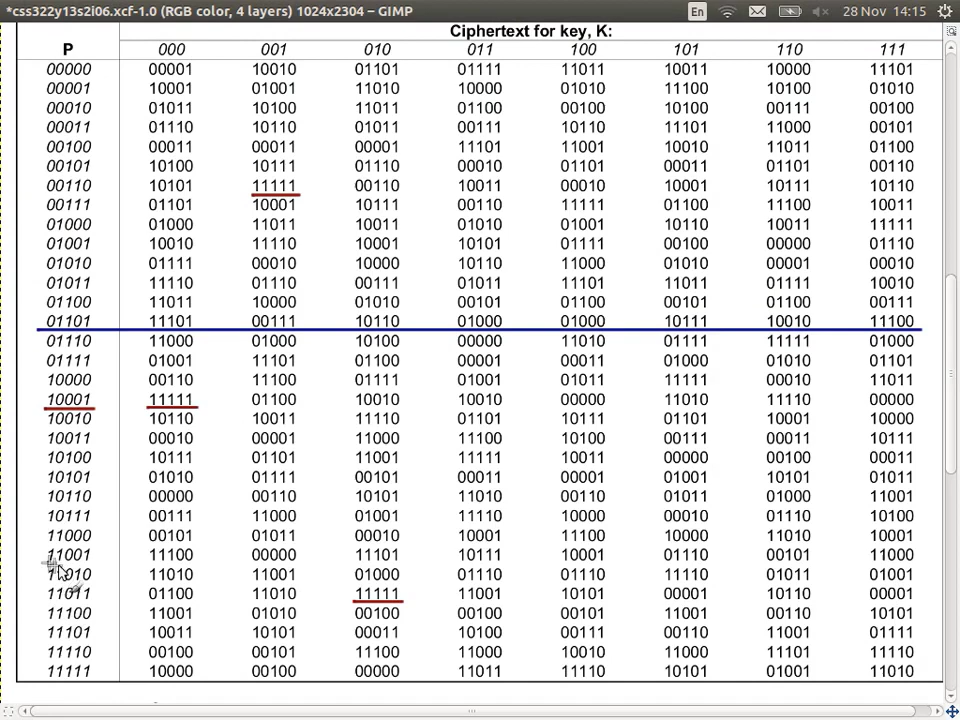 *css322y13s2i06.xcf-1.0 (RGB color, 4 layers) 1024x2304 – GIMP En 28 Nov 14:15
Ciphertext for key, K:
P 000 001 010 011 100 101 110 111
00000 00001 10010 01101 01111 11011 10011 10000 11101
00001 10001 01001 11010 10000 01010 11100 10100 01010
00010 01011 10100 11011 01100 00100 10100 00111 00100
00011 01110 10110 01011 00111 10110 11101 11000 00101
00100 00011 00011 00001 11101 11001 10010 11011 01100
00101 10100 10111 01110 00010 01101 00011 01101 00110
00110 10101 11111 00110 10011 00010 10001 10111 10110
00111 01101 10001 10111 00110 11111 01100 11100 10011
01000 01000 11011 10011 01010 01001 10110 10011 11111
01001 10010 11110 10001 10101 01111 00100 00000 01110
01010 01111 00010 10000 10110 11000 01010 00001 00010
01011 11110 01110 00111 01011 11101 11011 01111 10010
01100 11011 10000 01010 00101 01100 00101 01100 00111
01101 11101 00111 10110 01000 01000 10111 10010 11100
01110 11000 01000 10100 00000 11010 01111 11111 01000
01111 01001 11101 01100 00001 00011 01000 01010 01101
10000 00110 11100 01111 01001 01011 11111 00010 11011
10001 11111 01100 10010 10010 00000 11010 11110 00000
10010 10110 10011 11110 01101 10111 01101 10001 10000
10011 00010 00001 11000 11100 10100 00111 00011 10111
10100 10111 01101 11001 11111 10011 00000 00100 00011
10101 01010 01111 00101 00011 00001 01001 10101 01011
10110 00000 00110 10101 11010 00110 01011 01000 11001
10111 00111 11000 01001 11110 10000 00010 01110 10100
11000 00101 01011 00010 10001 11100 10000 11010 10001
11001 11100 00000 11101 10111 10001 01110 00101 11000
11010 11010 11001 01000 01110 01110 11110 01011 01001
11011 01100 11010 11111 11001 10101 00001 10110 00001
11100 11001 01010 00100 00100 00101 11001 00110 10101
11101 10011 10101 00011 10100 00111 00110 11001 01111
11110 00100 00101 11100 11000 10010 11000 11101 11110
11111 10000 00100 00000 11011 11110 10101 01001 11010